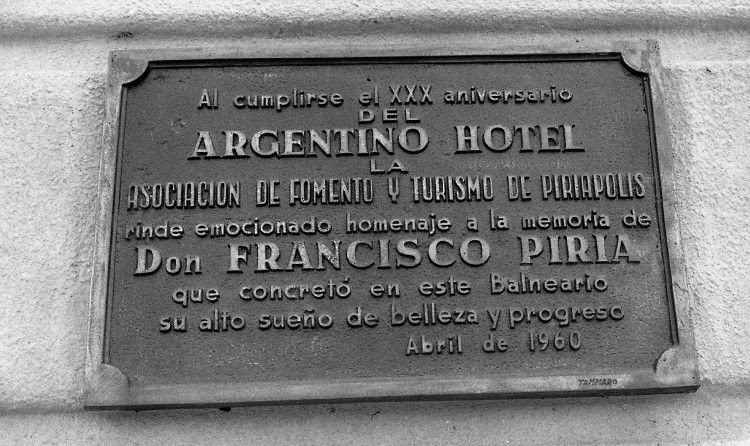 Al cumplirse el XXX aniversario
DEL
ARGENTINO HOTEL
LA
ASOCIACION DE FOMENTO Y TURISMO DE PIRIAPOLIS
rinde emocionado homenaje a la memoria de
Don FRANCISCO PIRIA
que concretó en este Balneario
su alto sueño de belleza y progreso
Abril de 1960
TAMMARO